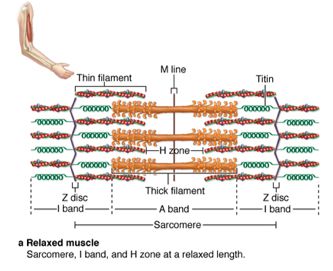 M line
Thin filament
Titin
H zone
Thick filament
Z disc
Z disc
I band
A band
I band
Sarcomere
a Relaxed muscle
Sarcomere, I band, and H zone at a relaxed length.